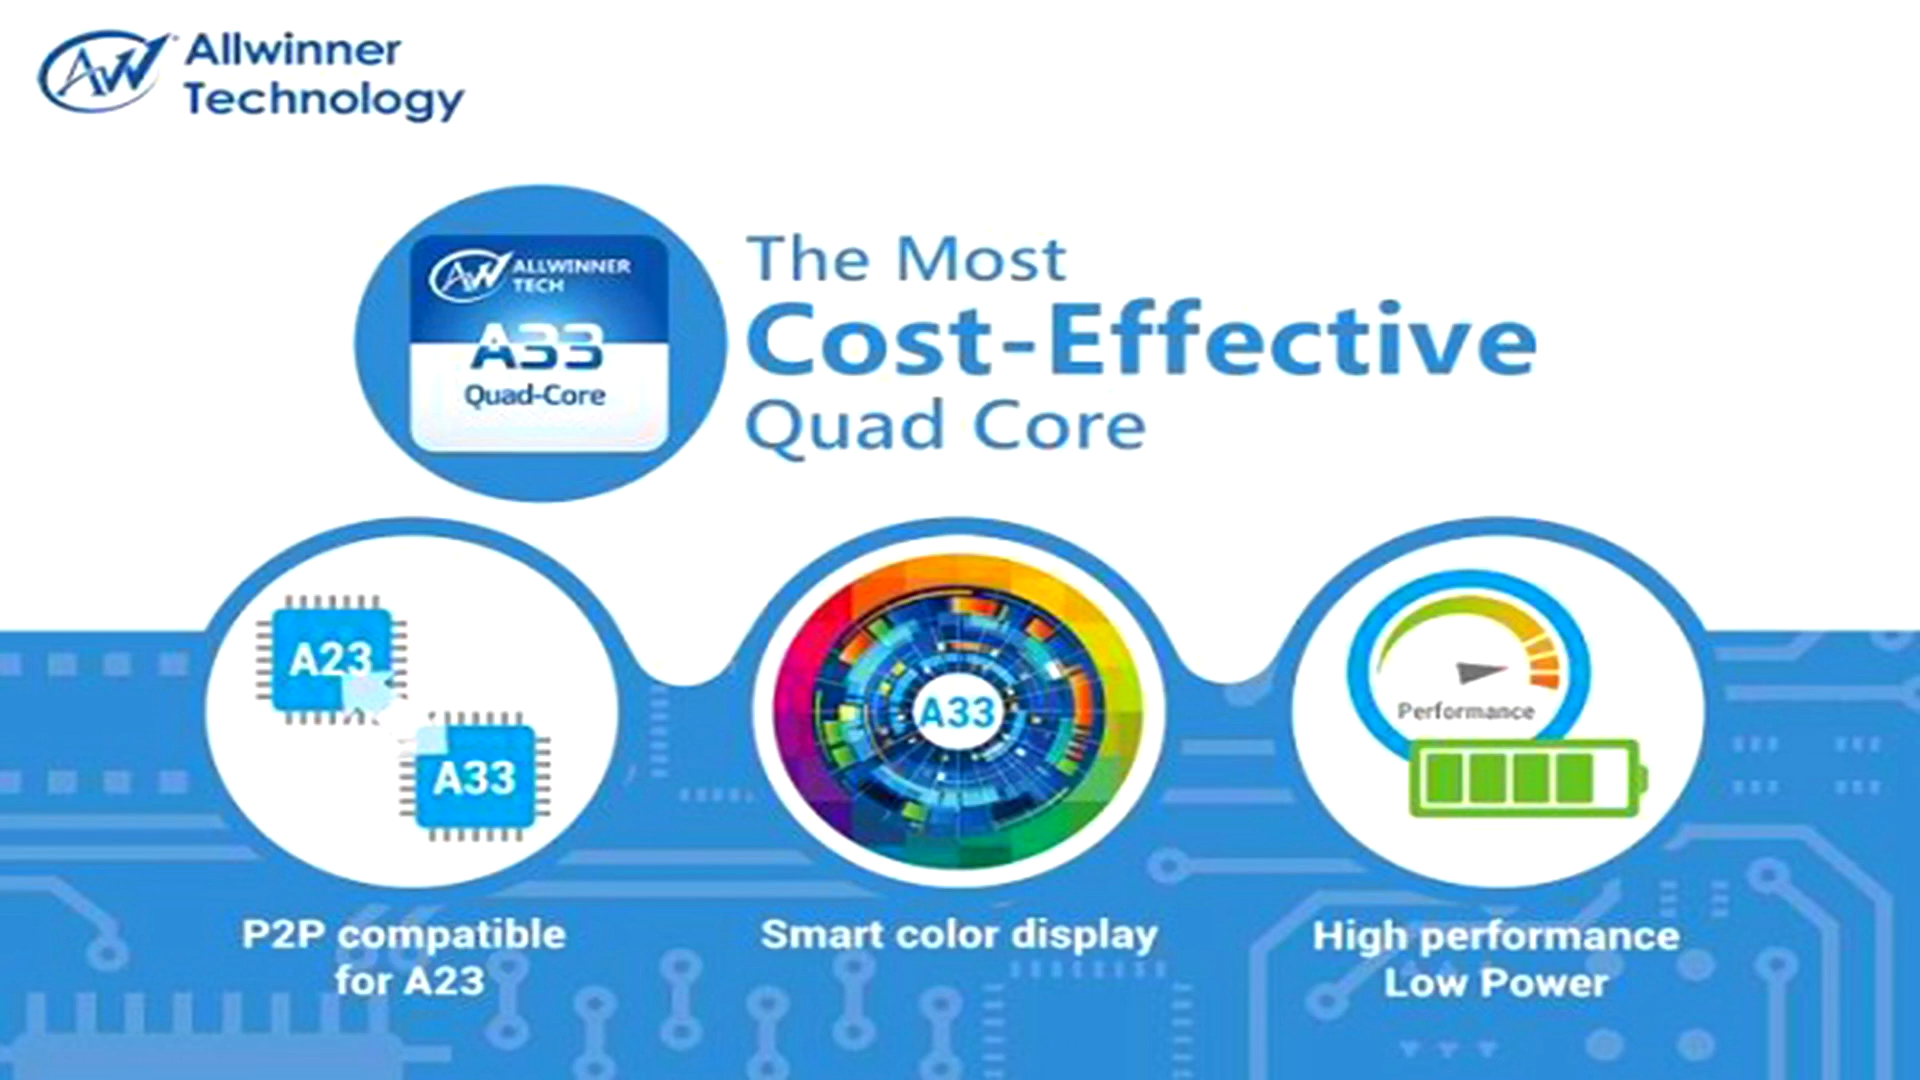 Allwinner
Technology
AW ALLWINNER
TECH
A33
Quad-Core
The Most
Cost-Effective
Quad Core
A23
A33
A33
Performance
P2P compatible
for A23
Smart color display
High performance
Low Power